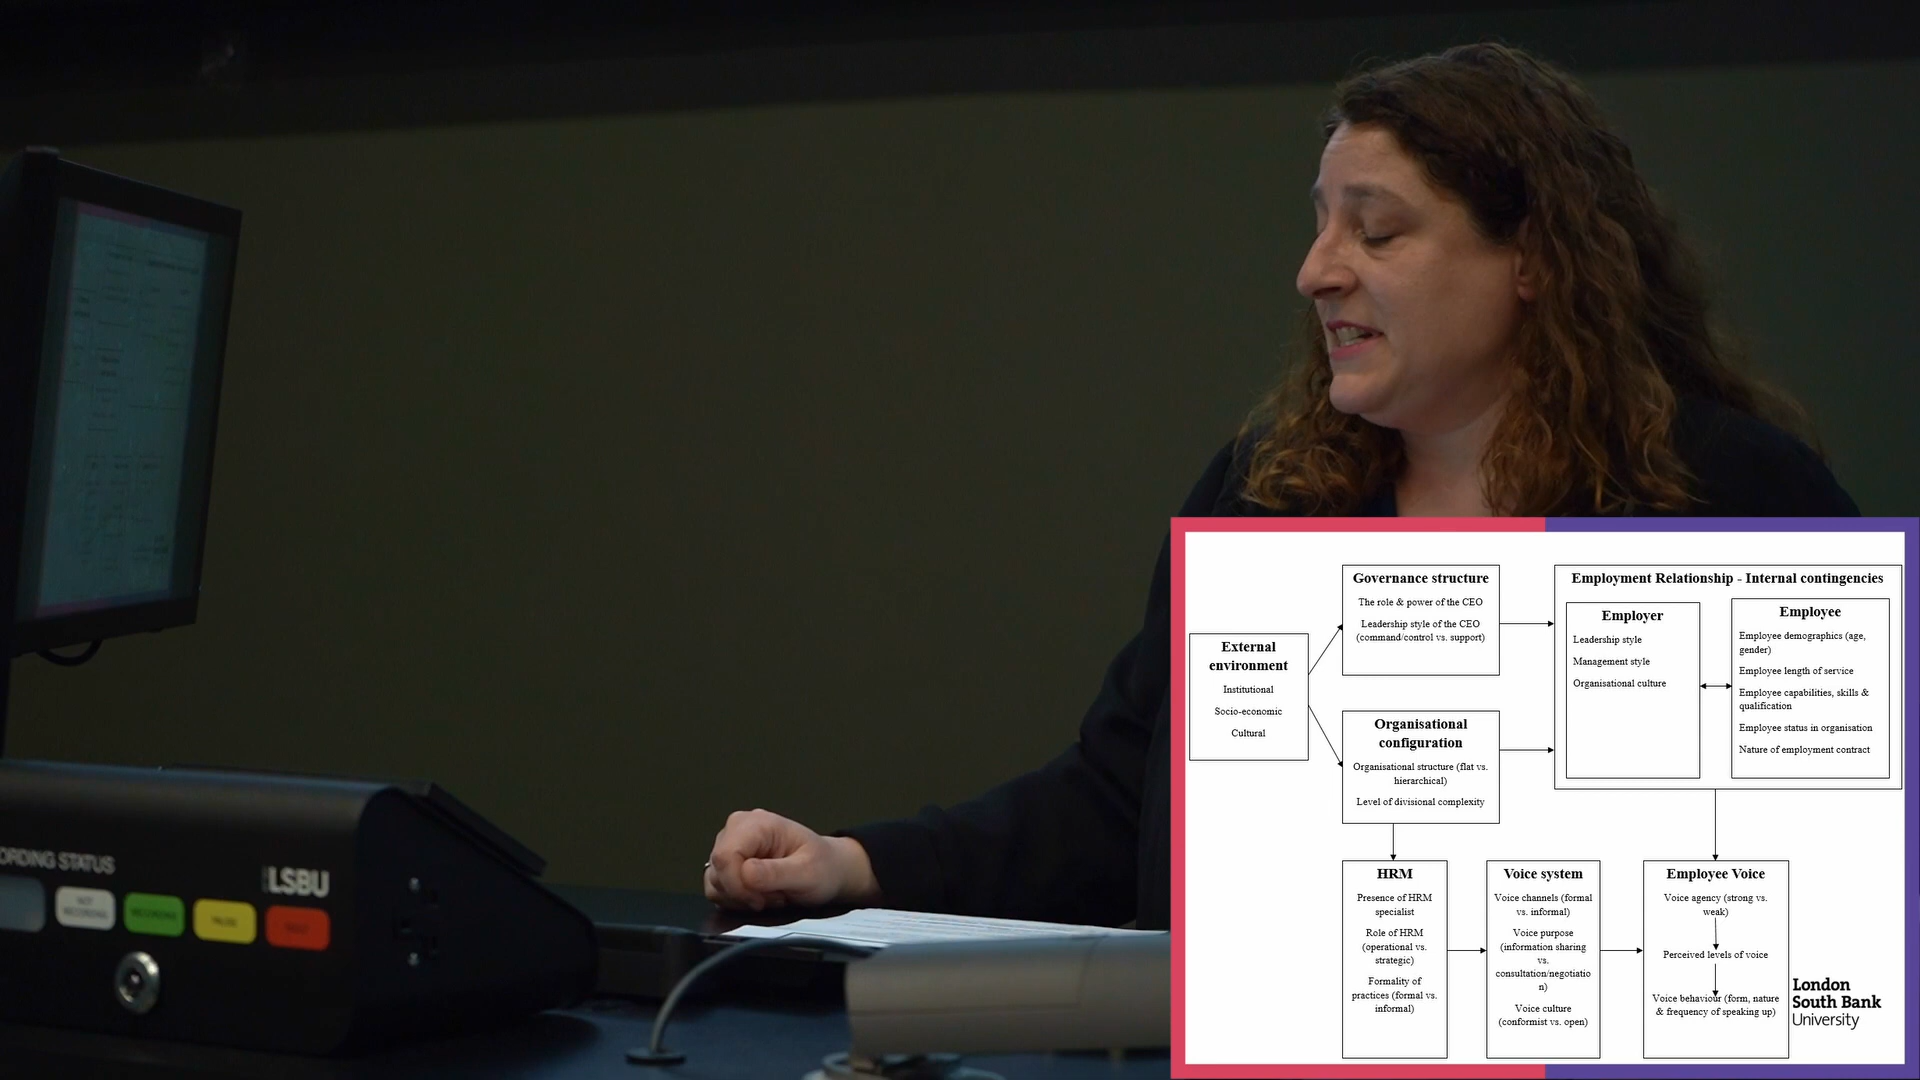 ORDING STATUS
LSBU
NOT
RECORDING
RECORDING
PAUSE
Governance structure
The role & power of the CEO
Leadership style of the CEO
(command/control vs. support)
Employment Relationship - Internal contingencies
Employer
Leadership style
Management style
Organisational culture
Employee
Employee demographics (age,
gender)
Employee length of service
Employee capabilities, skills &
qualification
Employee status in organisation
Nature of employment contract
External
environment
Institutional
Socio-economic
Cultural
Organisational
configuration
Organisational structure (flat vs.
hierarchical)
Level of divisional complexity
HRM
Presence of HRM
specialist
Role of HRM
(operational vs.
strategic)
Formality of
practices (formal vs.
informal)
Voice system
Voice channels (formal
vs. informal)
Voice purpose
(information sharing
vs.
consultation/negotiatio
n)
Voice culture
(conformist vs. open)
Employee Voice
Voice agency (strong vs.
weak)
Perceived levels of voice
Voice behaviour (form, nature
& frequency of speaking up)
London
South Bank
University